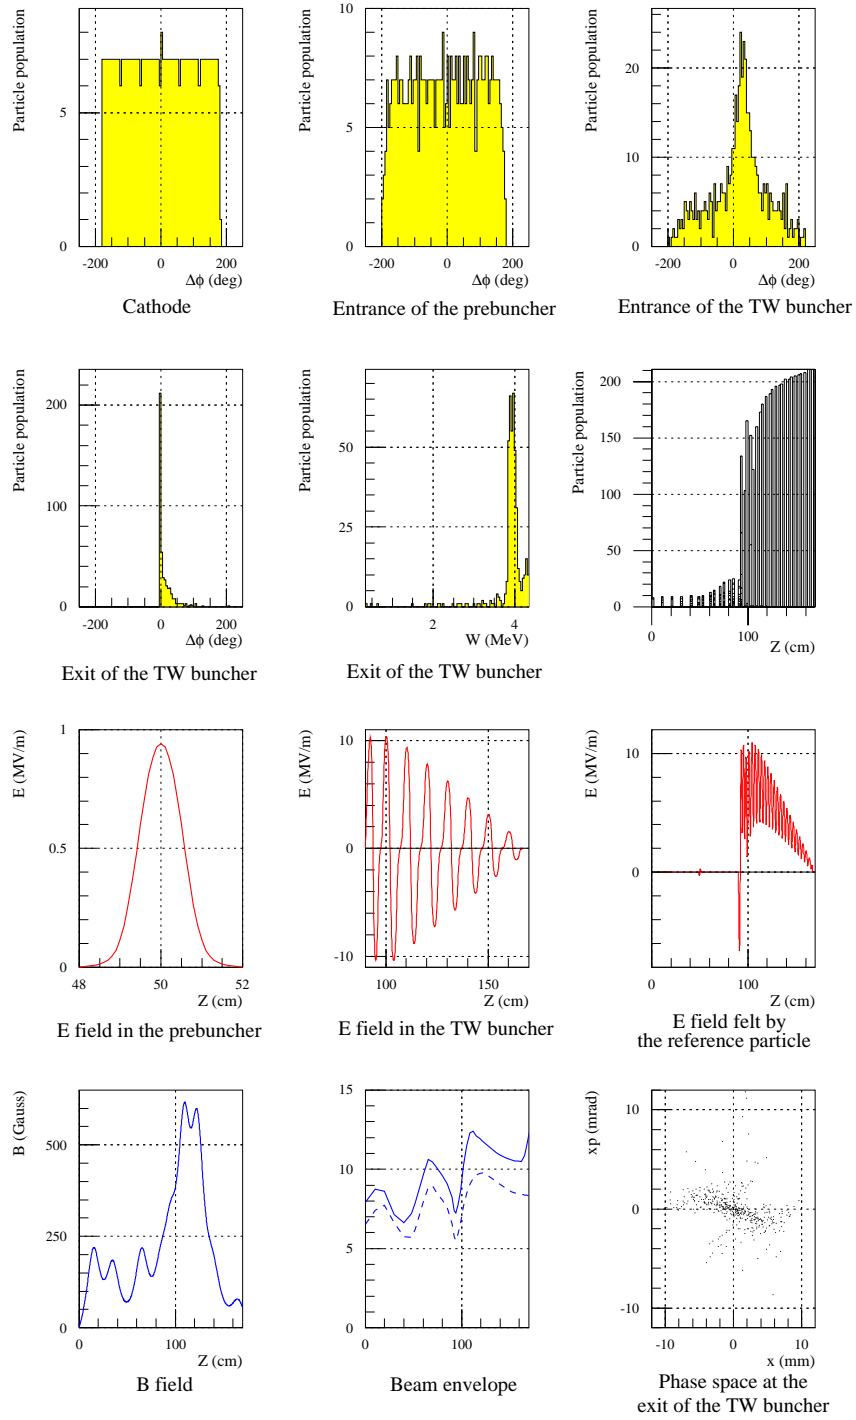 Particle population
10
5
0
-200 0 200
Δϕ (deg)
Cathode
Particle population
10
5
0
-200 0 200
Δϕ (deg)
Entrance of the prebuncher
Particle population
20
10
0
-200 0 200
Δϕ (deg)
Entrance of the TW buncher
Particle population
200
100
0
-200 0 200
Δϕ (deg)
Exit of the TW buncher
Particle population
50
25
0
2 4
W (MeV)
Exit of the TW buncher
Particle population
200
150
100
50
0
0 100
Z (cm)
E (MV/m)
1
0.5
0
48 50 52
Z (cm)
E field in the prebuncher
E (MV/m)
10
0
-10
100 150
Z (cm)
E field in the TW buncher
E (MV/m)
10
0
0 100
Z (cm)
E field felt by
the reference particle
B (Gauss)
500
250
0
0 100
Z (cm)
B field
15
10
5
0
0 100
Z (cm)
Beam envelope
xp (mrad)
10
0
-10
-10 0 10
x (mm)
Phase space at the
exit of the TW buncher